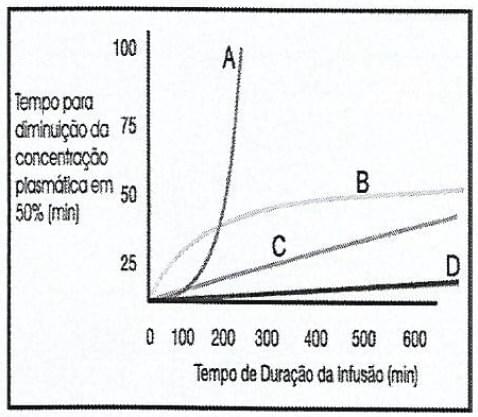 100
75
50
25
Tempo para
diminuição da
concentração
plasmática em
50% (min)
A
B
C
D
0 100 200 300 400 500 600
Tempo de Duração da Infusão (min)